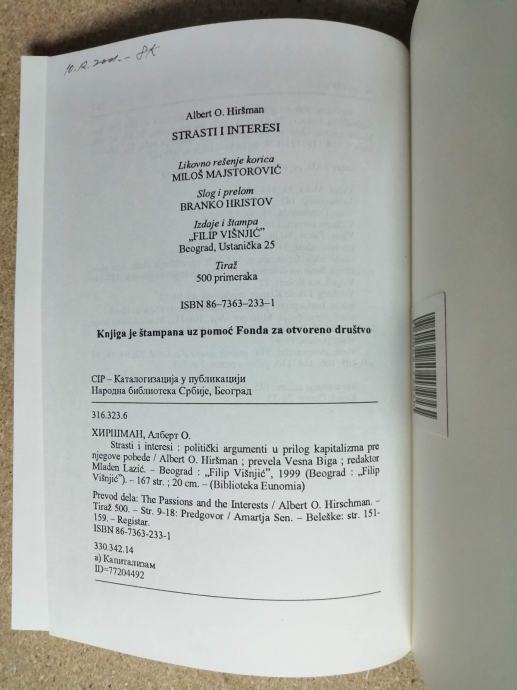 10.12.2001. – SK
Albert O. Hiršman
STRASTI I INTERESI
Likovno rešenje korica
MILOŠ MAJSTOROVIĆ
Slog i prelom
BRANKO HRISTOV
Izdaje i štampa
„FILIP VIŠNJIĆ”
Beograd, Ustanička 25
Tiraž
500 primeraka
ISBN 86–7363–233–1
Knjiga je štampana uz pomoć Fonda za otvoreno društvo
CIP – Каталогизација у публикацији
Народна библиотека Србије, Београд
316.323.6
ХИРШМАН, Алберт О.
Strasti i interesi : politički argumenti u prilog kapitalizma pre
njegove pobede / Albert O. Hiršman ; prevela Vesna Biga ; redaktor
Mladen Lazić. – Beograd : „Filip Višnjić”, 1999 (Beograd : „Filip
Višnjić”). – 167 str. ; 20 cm. – (Biblioteka Eunomia)
Prevod dela: The Passions and the Interests / Albert O. Hirschman. –
Tiraž 500. – Str. 9-18: Predgovor / Amartja Sen. – Beleške: str. 151-
159. – Registar.
ISBN 86-7363-233-1
330.342.14
a) Капитализам
ID=77204492